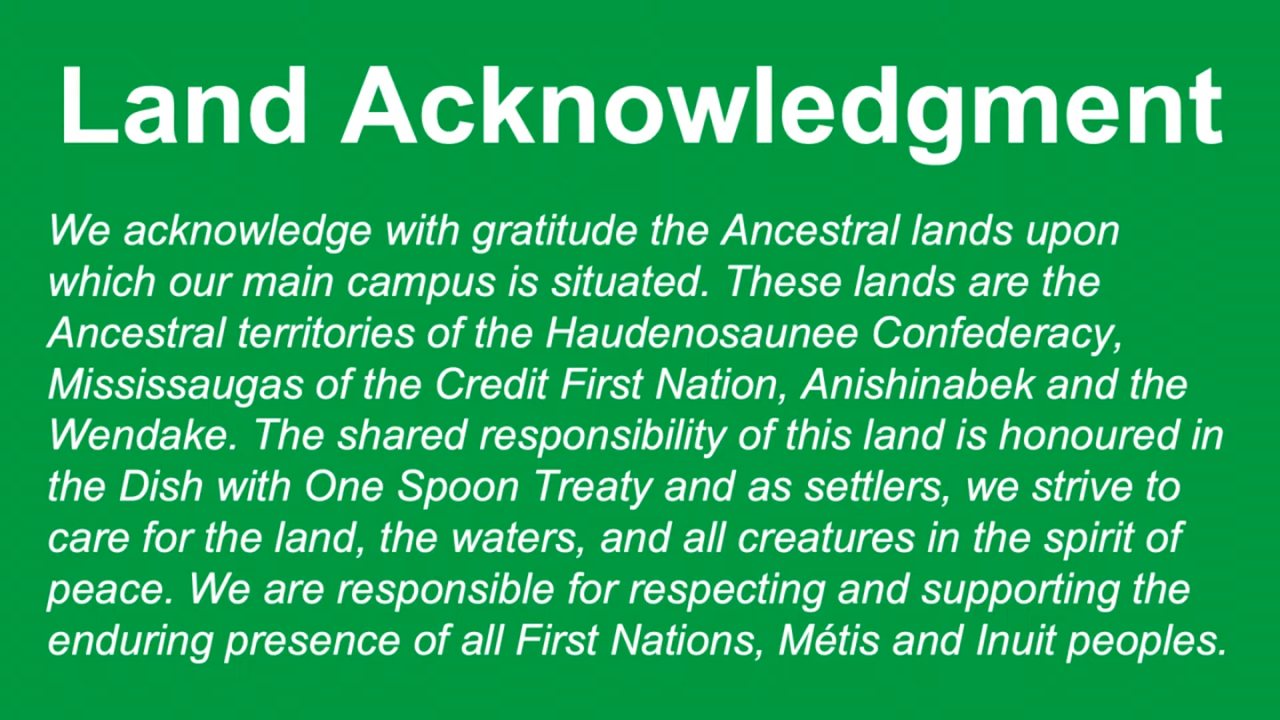 Land Acknowledgment
We acknowledge with gratitude the Ancestral lands upon
which our main campus is situated. These lands are the
Ancestral territories of the Haudenosaunee Confederacy,
Mississaugas of the Credit First Nation, Anishinabek and the
Wendake. The shared responsibility of this land is honoured in
the Dish with One Spoon Treaty and as settlers, we strive to
care for the land, the waters, and all creatures in the spirit of
peace. We are responsible for respecting and supporting the
enduring presence of all First Nations, Métis and Inuit peoples.